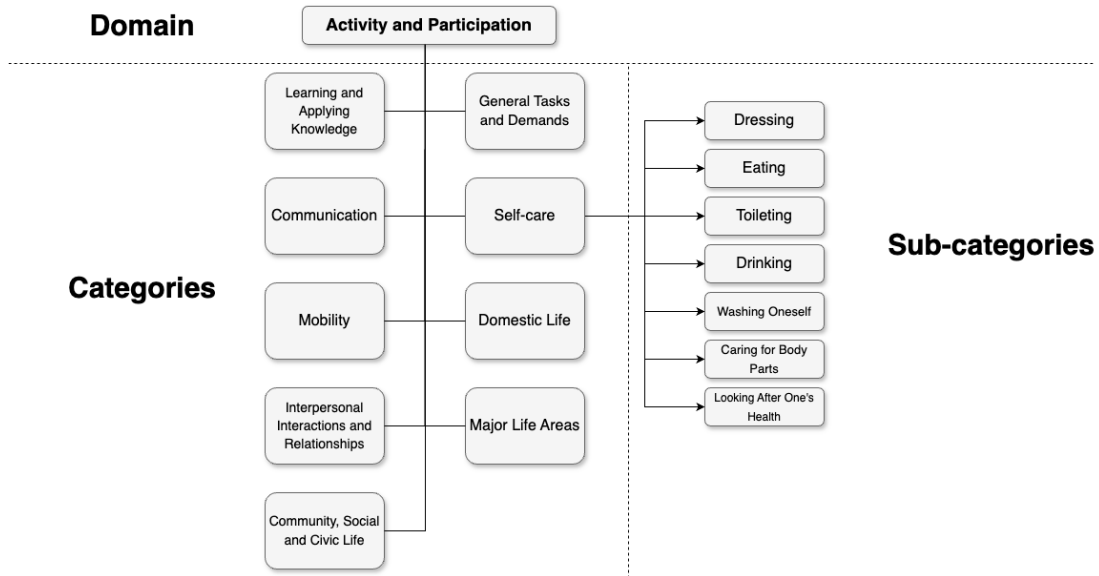 Domain
Activity and Participation
Learning and
Applying
Knowledge
General Tasks
and Demands
Communication
Self-care
Categories
Mobility
Domestic Life
Interpersonal
Interactions and
Relationships
Major Life Areas
Community, Social
and Civic Life
Dressing
Eating
Toileting
Drinking
Washing Oneself
Caring for Body
Parts
Looking After One's
Health
Sub-categories